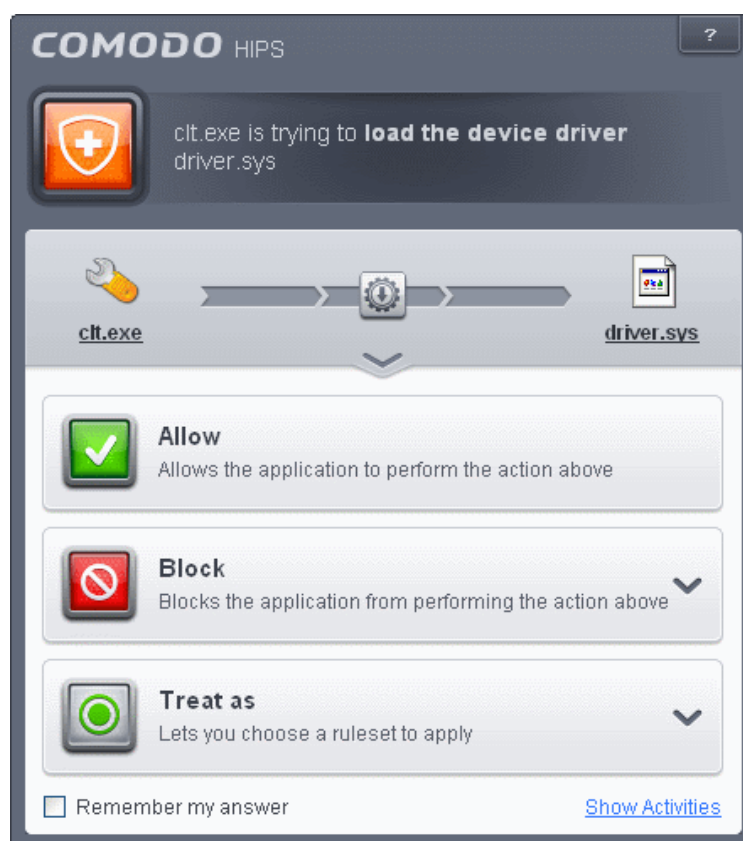 COMODO HIPS
?
clt.exe is trying to load the device driver
driver.sys
clt.exe
driver.sys
Allow
Allows the application to perform the action above
Block
Blocks the application from performing the action above
Treat as
Lets you choose a ruleset to apply
Remember my answer
Show Activities